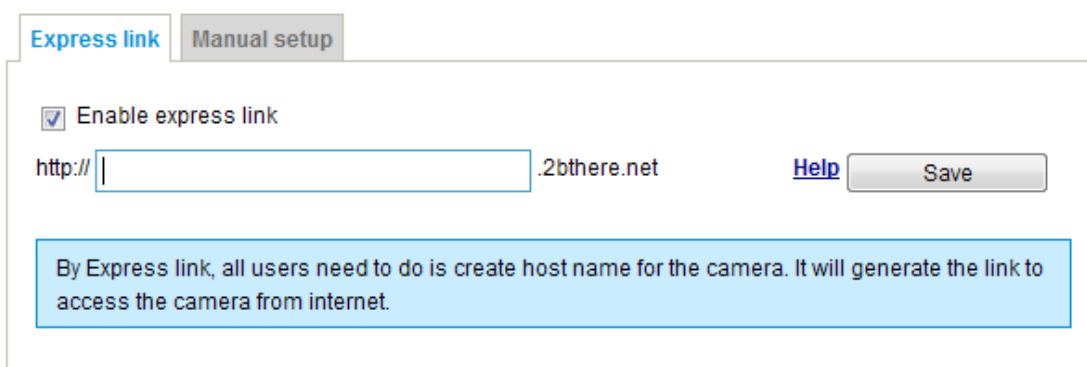 Express link Manual setup
Enable express link
http:// .2bthere.net Help Save
By Express link, all users need to do is create host name for the camera. It will generate the link to
access the camera from internet.